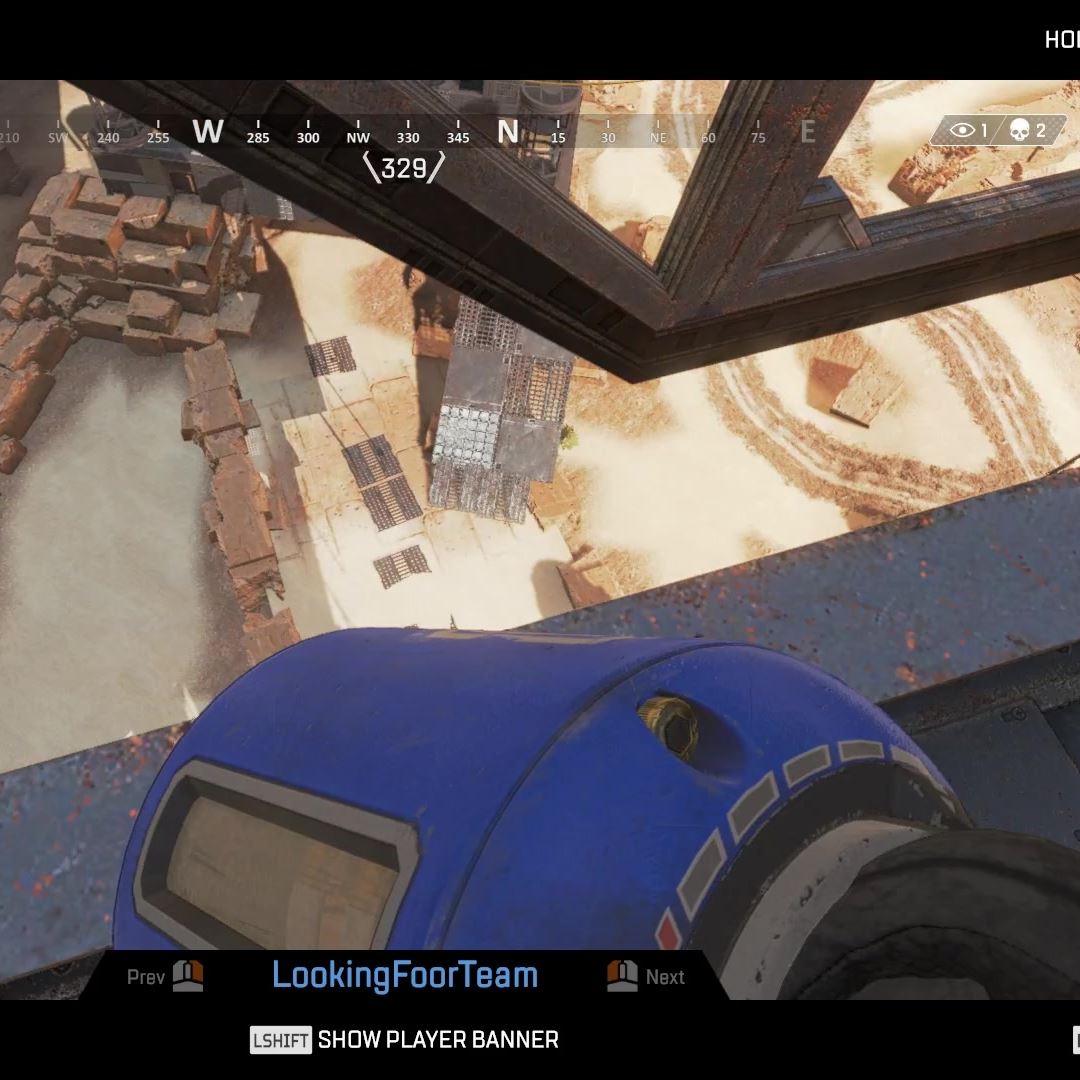 HO
210 SW 240 255 W 285 300 NW 330 345 N 15 30 NE 60 75 E
1 2
329
Prev LookingFoorTeam Next
LSHIFT SHOW PLAYER BANNER